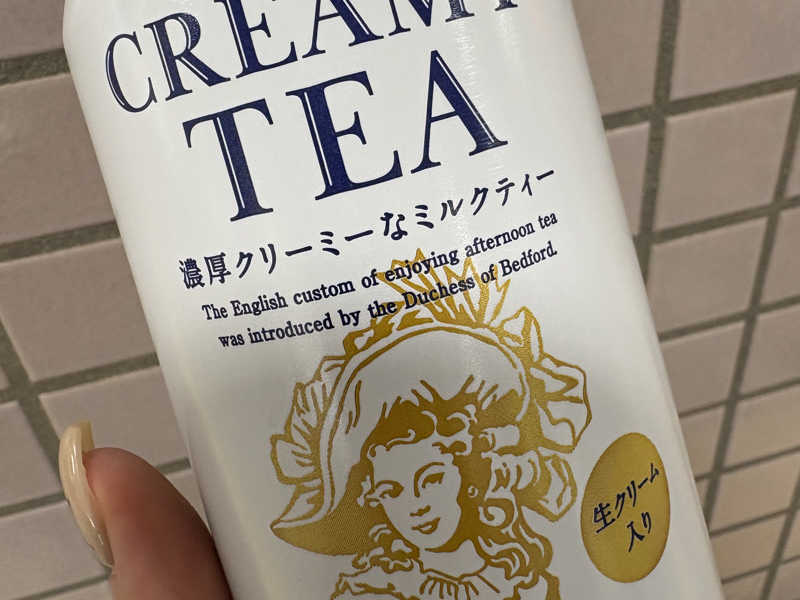 CREAMY
TEA
濃厚クリーミーなミルクティー
The English custom of enjoying afternoon tea
was introduced by the Duchess of Bedford.
生クリーム
入り